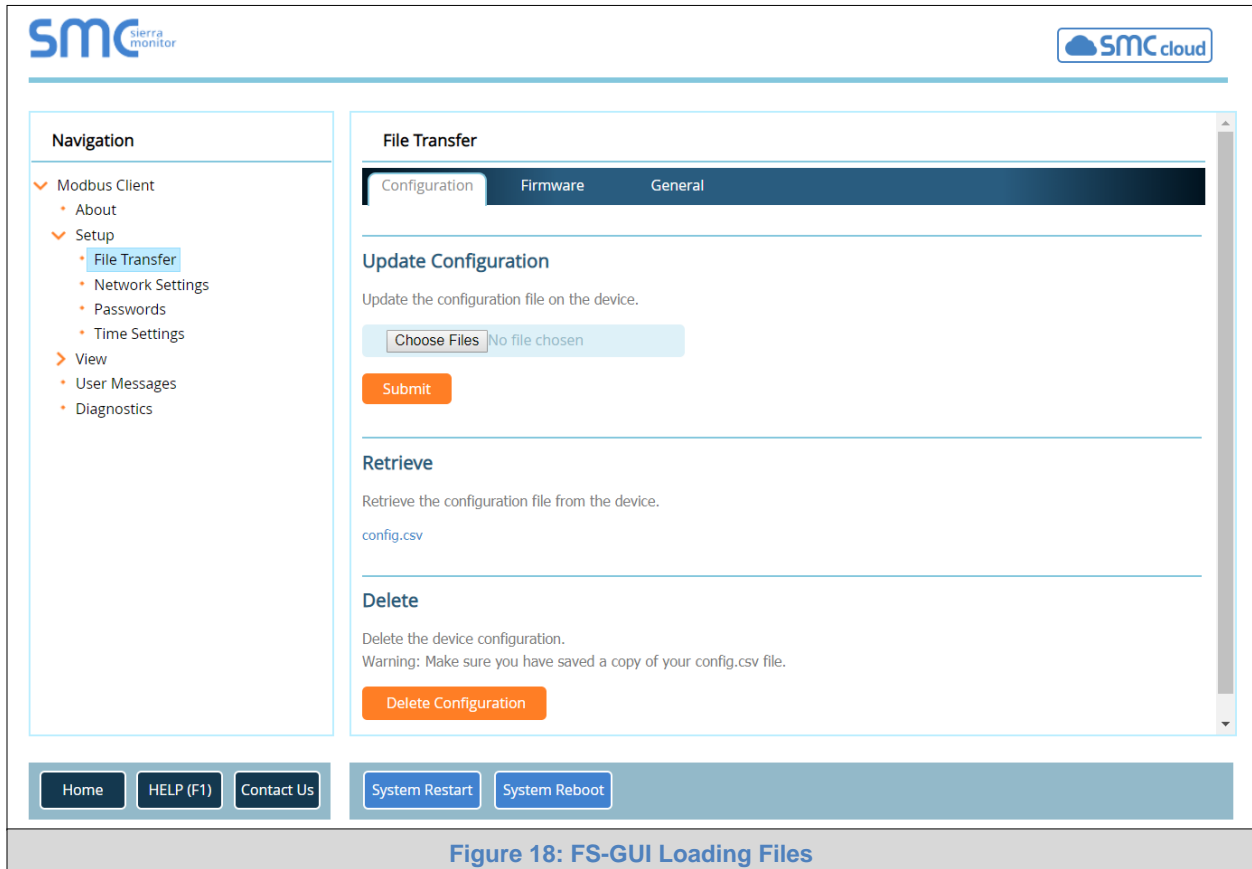 SMC sierra monitor
SMC cloud
Navigation
Modbus Client
About
Setup
File Transfer
Network Settings
Passwords
Time Settings
View
User Messages
Diagnostics
File Transfer
Configuration Firmware General
Update Configuration
Update the configuration file on the device.
Choose Files No file chosen
Submit
Retrieve
Retrieve the configuration file from the device.
config.csv
Delete
Delete the device configuration.
Warning: Make sure you have saved a copy of your config.csv file.
Delete Configuration
Home HELP (F1) Contact Us System Restart System Reboot
Figure 18: FS-GUI Loading Files